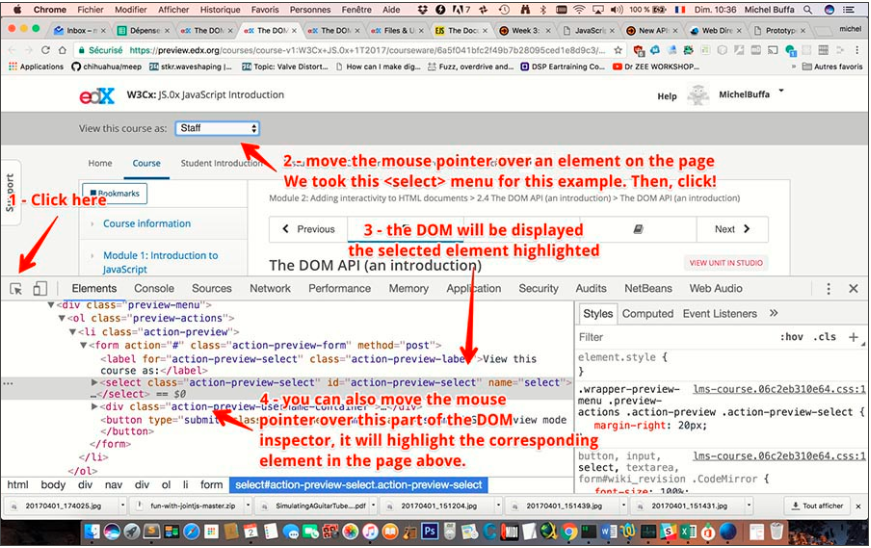 Chrome Fichier Modifier Afficher Historique Favoris Personnes Fenêtre Aide 100 % Dim. 10:36 Michel Buffa
Inbox - Dépense The DOM The DOM The DOM Files & U The Doc Week 3: JavaScri New API Web Dire Prototyp michel
Sécurisé https://preview.edx.org/courses/course-v1:W3Cx+JS.0x+1T2017/courseware/6a5f041bfc2f49b7b28095ced1e8d9c3/...
Applications chihuahua/meep stkr.waveshaping |... Topic: Valve Distort... How can I make dig... Fuzz, overdrive and... DSP Eartraining Co... Dr ZEE WORKSHOP... » Autres favoris
edX W3Cx: JS.0x JavaScript Introduction Help MichelBuffa
View this course as: Staff
2 - move the mouse pointer over an element on the page
We took this <select> menu for this example. Then, click!
Home Course Student Introduction
Support
Bookmarks
1 - Click here
Module 2: Adding interactivity to HTML documents > 2.4 The DOM API (an introduction) > The DOM API (an introduction)
Course information
Previous Next
3 - the DOM will be displayed
the selected element highlighted
Module 1: Introduction to
JavaScript
The DOM API (an introduction)
VIEW UNIT IN STUDIO
Elements Console Sources Network Performance Memory Application Security Audits NetBeans Web Audio
<div class="preview-menu">
<ol class="preview-actions">
<li class="action-preview">
<form action="#" class="action-preview-form" method="post">
<label for="action-preview-select" class="action-preview-label">View this
course as:</label>
<select class="action-preview-select" id="action-preview-select" name="select">
…</select> == $0
<div class="action-preview-username-container">…</div>
<button type="submit" view mode
</button>
</form>
</li>
</ol>
4 - you can also move the mouse
pointer over this part of the DOM
inspector, it will highlight the corresponding
element in the page above.
Styles Computed Event Listeners »
Filter :hov .cls +
element.style {
}
.wrapper-preview- lms-course.06c2eb310e64.css:1
menu .preview-
actions .action-preview .action-preview-select {
margin-right: 20px;
button, input, lms-course.06c2eb310e64.css:1
select, textarea,
form#wiki_revision .CodeMirror {
font-size: 100%;
html body div nav div ol li form select#action-preview-select.action-preview-select
20170401_174025.jpg fun-with-jointjs-master.zip SimulatingAGuitarTube....pdf 20170401_151204.jpg 20170401_151439.jpg 20170401_151431.jpg Tout afficher